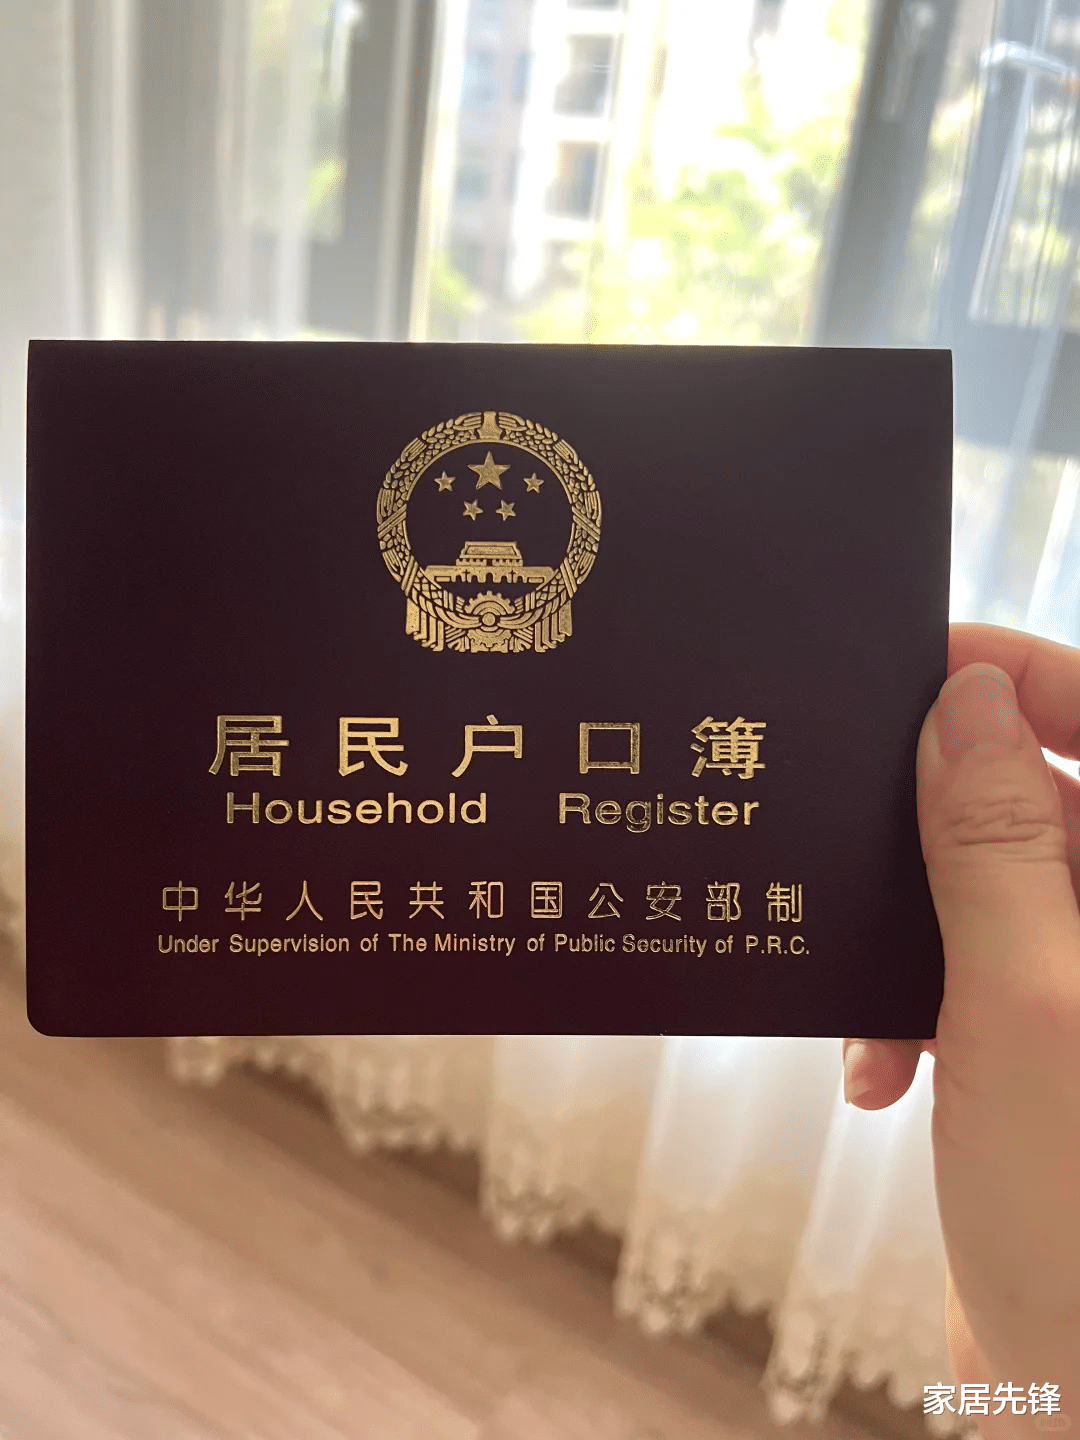 居民户口簿
Household Register
中华人民共和国公安部制
Under Supervision of The Ministry of Public Security of P.R.C.
家居先锋